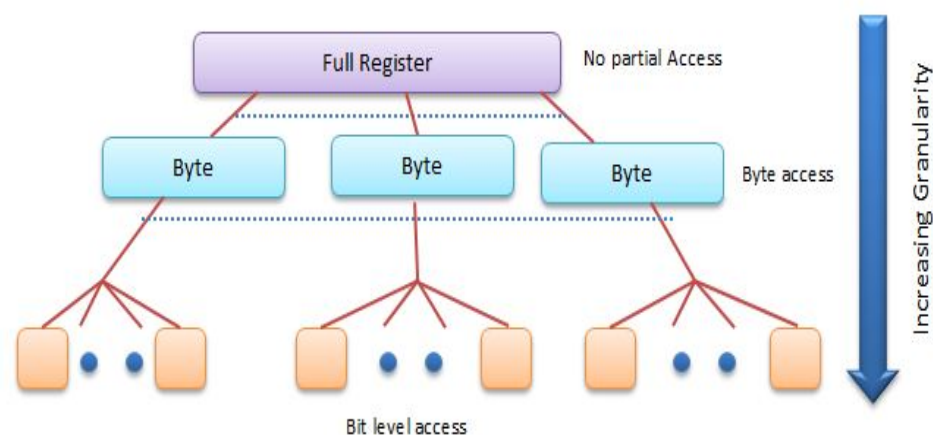 Full Register
No partial Access
Byte
Byte
Byte
Byte access
Bit level access
Increasing Granularity